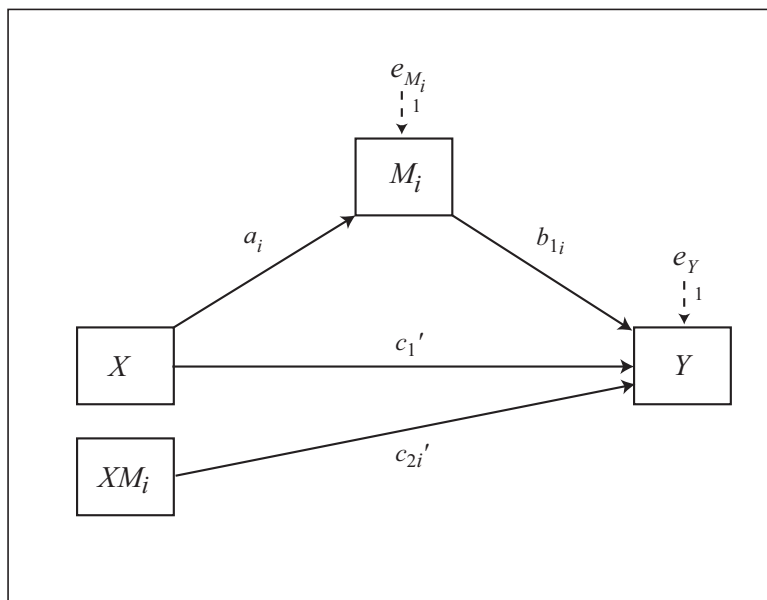 e_{M_i}
1
M_i
a_i
b_{1i}
e_Y
1
X
c_1′
Y
XM_i
c_{2i}′